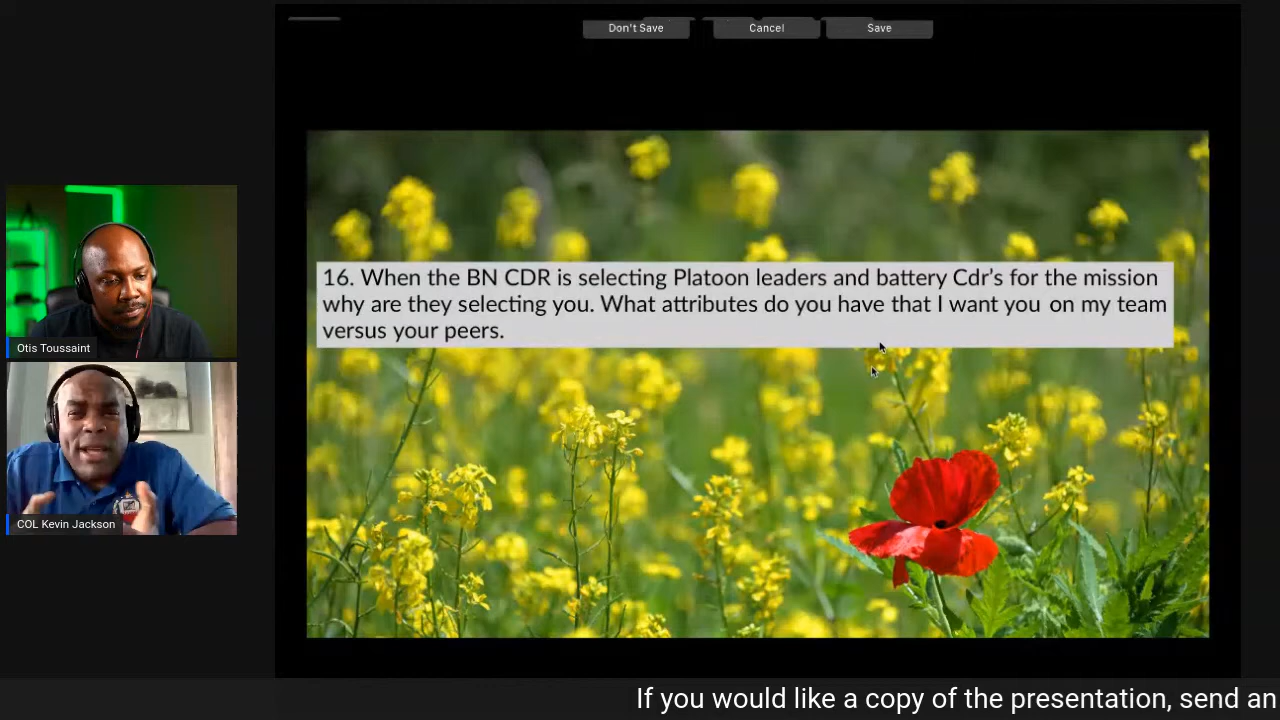 Don't Save
Cancel
Save
16. When the BN CDR is selecting Platoon leaders and battery Cdr's for the mission
why are they selecting you. What attributes do you have that I want you on my team
versus your peers.
Otis Toussaint
COL Kevin Jackson
If you would like a copy of the presentation, send an